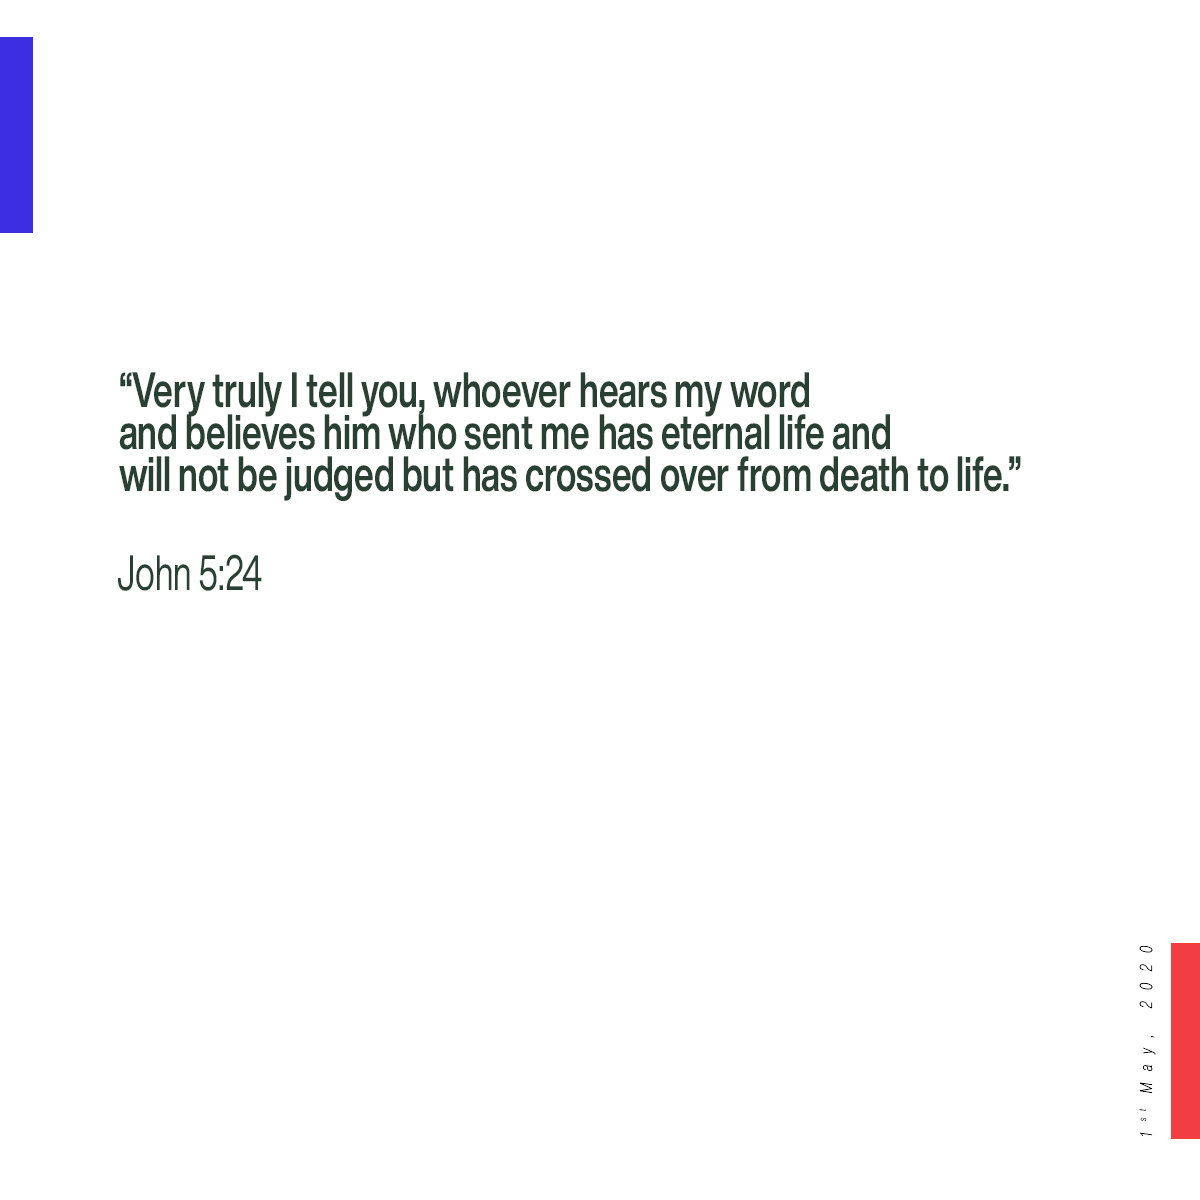 “Very truly I tell you, whoever hears my word
and believes him who sent me has eternal life and
will not be judged but has crossed over from death to life.”
John 5:24
1st May, 2020